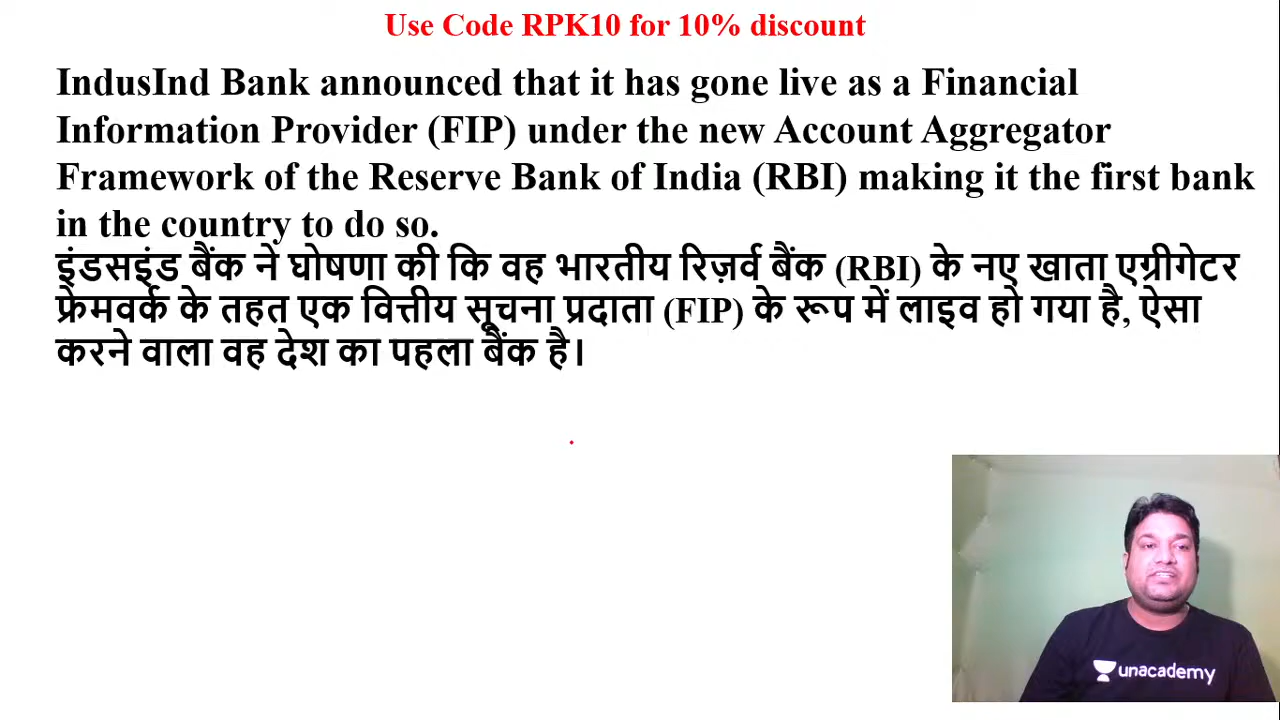 Use Code RPK10 for 10% discount
IndusInd Bank announced that it has gone live as a Financial
Information Provider (FIP) under the new Account Aggregator
Framework of the Reserve Bank of India (RBI) making it the first bank
in the country to do so.
इंडसइंड बैंक ने घोषणा की कि वह भारतीय रिज़र्व बैंक (RBI) के नए खाता एग्रीगेटर
फ्रेमवर्क के तहत एक वित्तीय सूचना प्रदाता (FIP) के रूप में लाइव हो गया है, ऐसा
करने वाला वह देश का पहला बैंक है।
unacademy